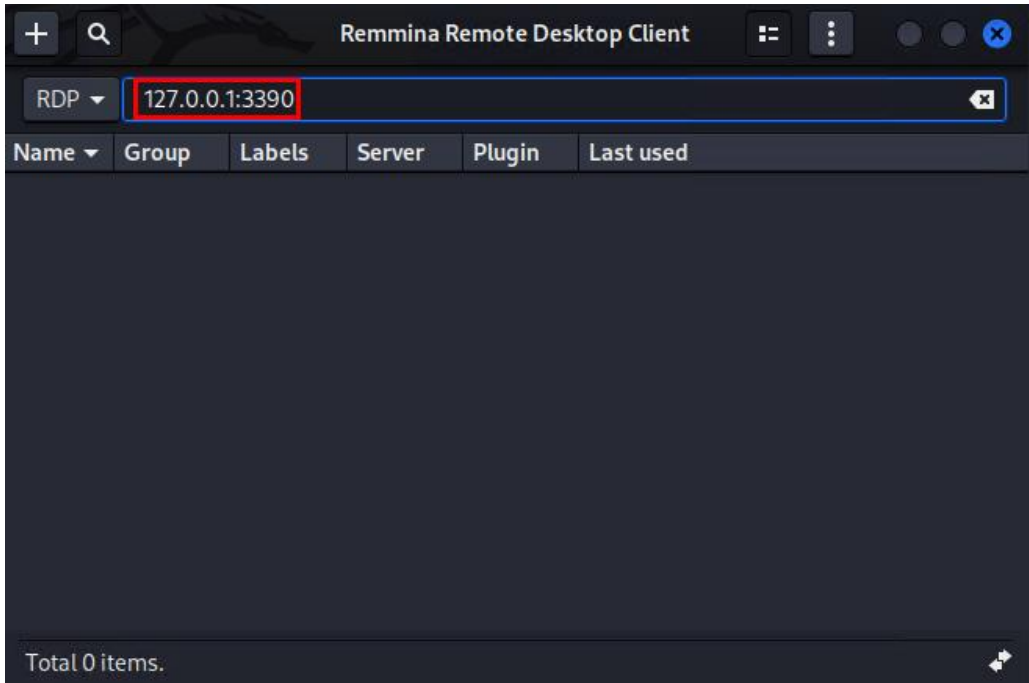 Remmina Remote Desktop Client
RDP 127.0.0.1:3390
Name Group Labels Server Plugin Last used
Total 0 items.